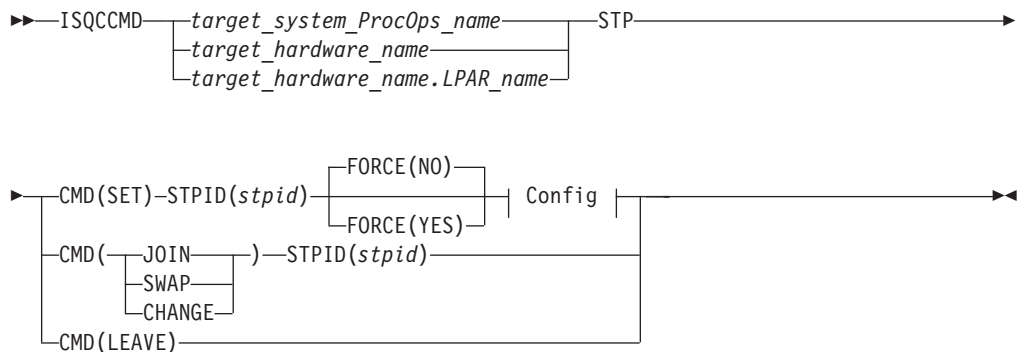 ISQCCMD target_system_ProcOps_name STP
target_hardware_name
target_hardware_name.LPAR_name
FORCE(NO)
CMD(SET) STPID(stpid) Config
FORCE(YES)
CMD( JOIN ) STPID(stpid)
SWAP
CHANGE
CMD(LEAVE)